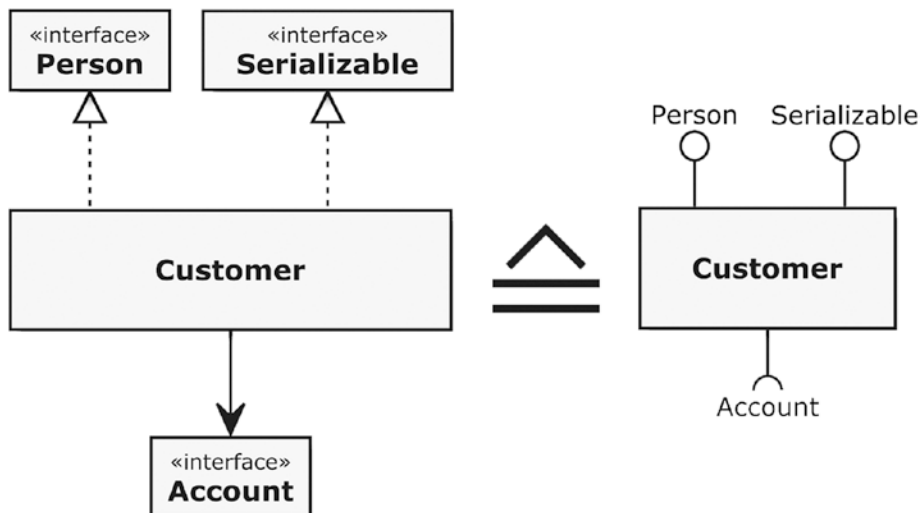 «interface»
Person
«interface»
Serializable
Person
Serializable
Customer
Customer
Account
«interface»
Account